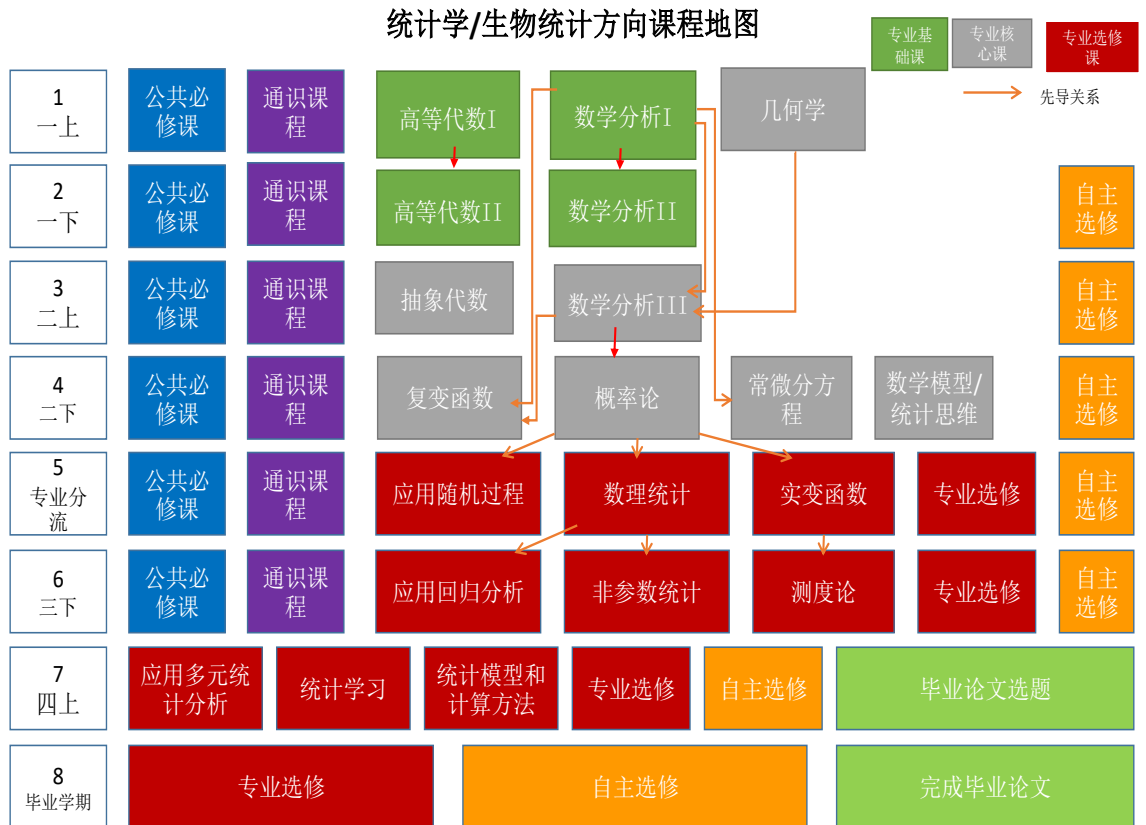 统计学/生物统计方向课程地图
专业基
础课
专业核
心课
专业选修
课
先导关系
1
一上
公共必
修课
通识课
程
高等代数I
数学分析I
几何学
2
一下
公共必
修课
通识课
程
高等代数II
数学分析II
自主
选修
3
二上
公共必
修课
通识课
程
抽象代数
数学分析III
自主
选修
4
二下
公共必
修课
通识课
程
复变函数
概率论
常微分方
程
数学模型/
统计思维
自主
选修
5
专业分
流
公共必
修课
通识课
程
应用随机过程
数理统计
实变函数
专业选修
自主
选修
6
三下
公共必
修课
通识课
程
应用回归分析
非参数统计
测度论
专业选修
自主
选修
7
四上
应用多元统
计分析
统计学习
统计模型和
计算方法
专业选修
自主选修
毕业论文选题
8
毕业学期
专业选修
自主选修
完成毕业论文